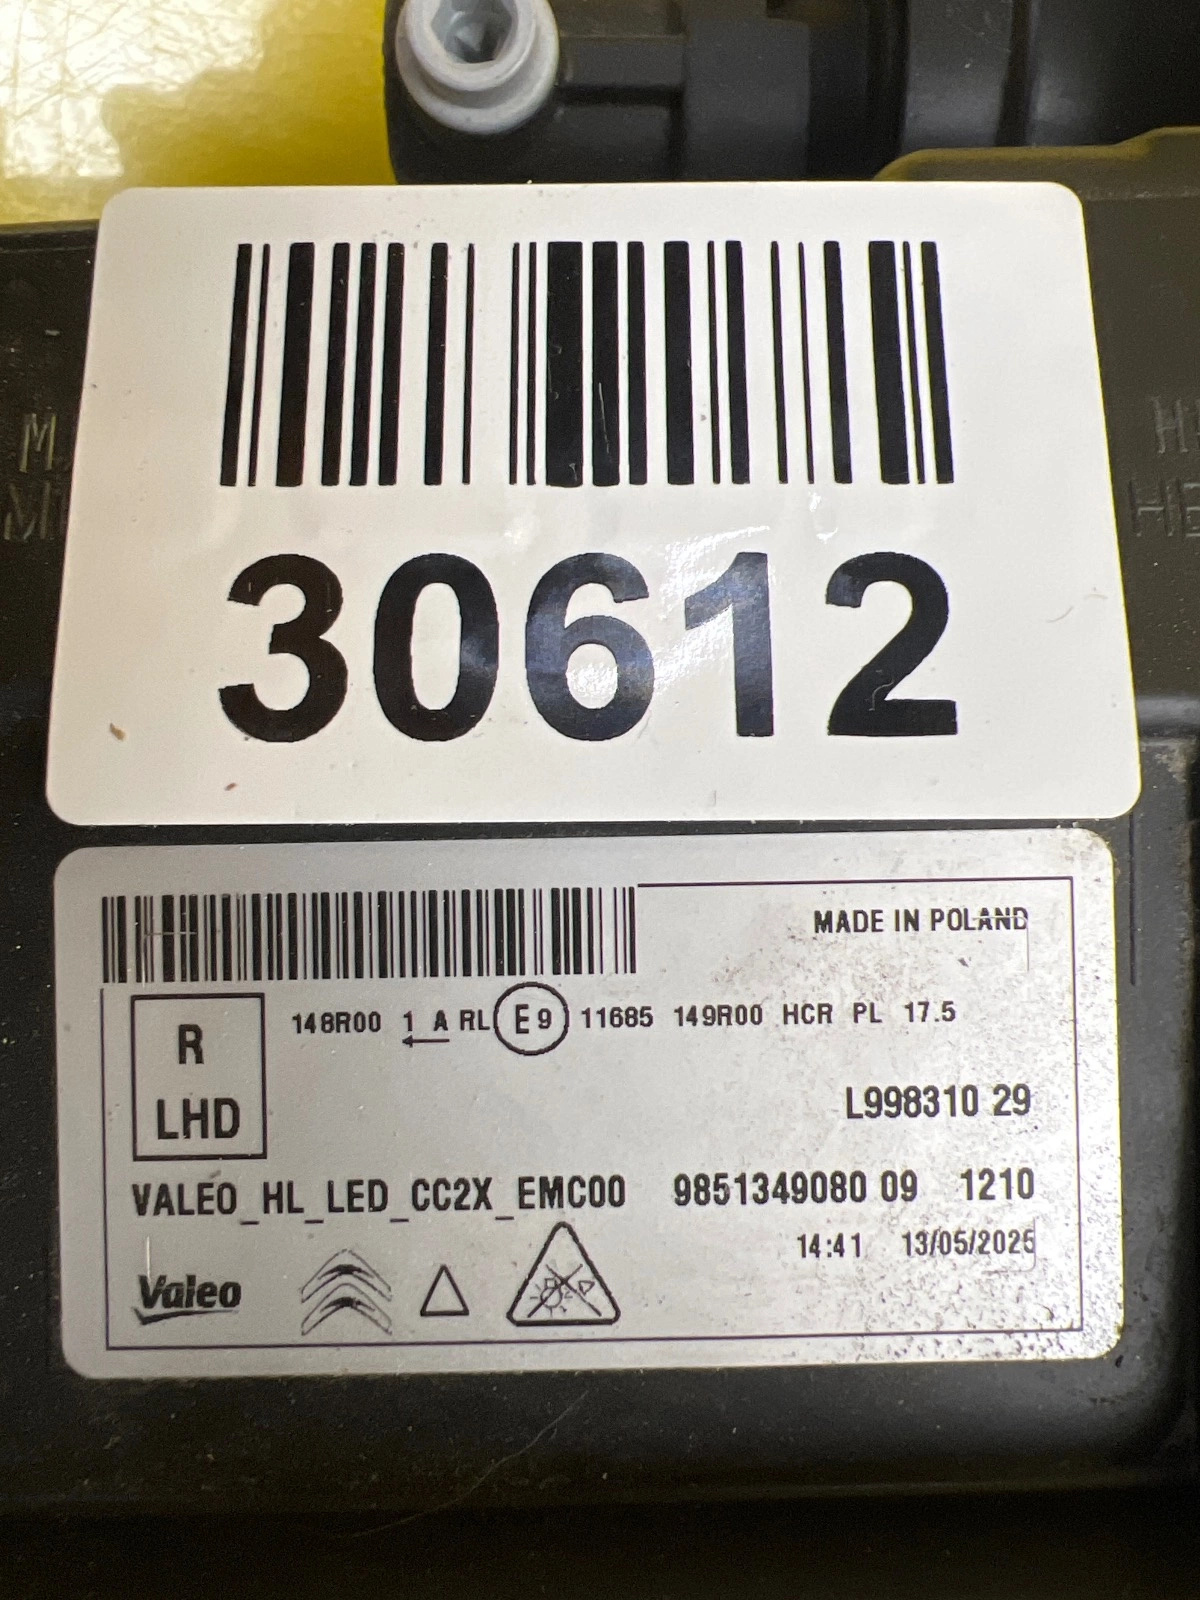 30612
MADE IN POLAND
R
LHD
148R00 1 A RL E9 11685 149R00 HCR PL 17.5
L998310 29
VALEO_HL_LED_CC2X_EMC00 9851349080 09 1210
14:41 13/05/2025
Valeo